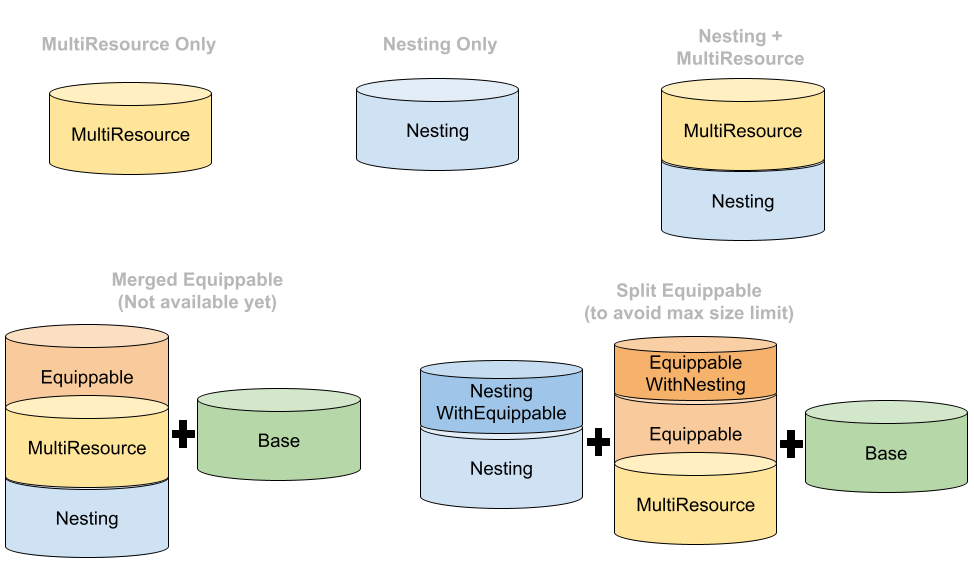 MultiResource Only
MultiResource
Nesting Only
Nesting
Nesting +
MultiResource
MultiResource
Nesting
Merged Equippable
(Not available yet)
Equippable
MultiResource
Nesting
Base
Split Equippable
(to avoid max size limit)
Nesting
WithEquippable
Nesting
Equippable
WithNesting
Equippable
MultiResource
Base